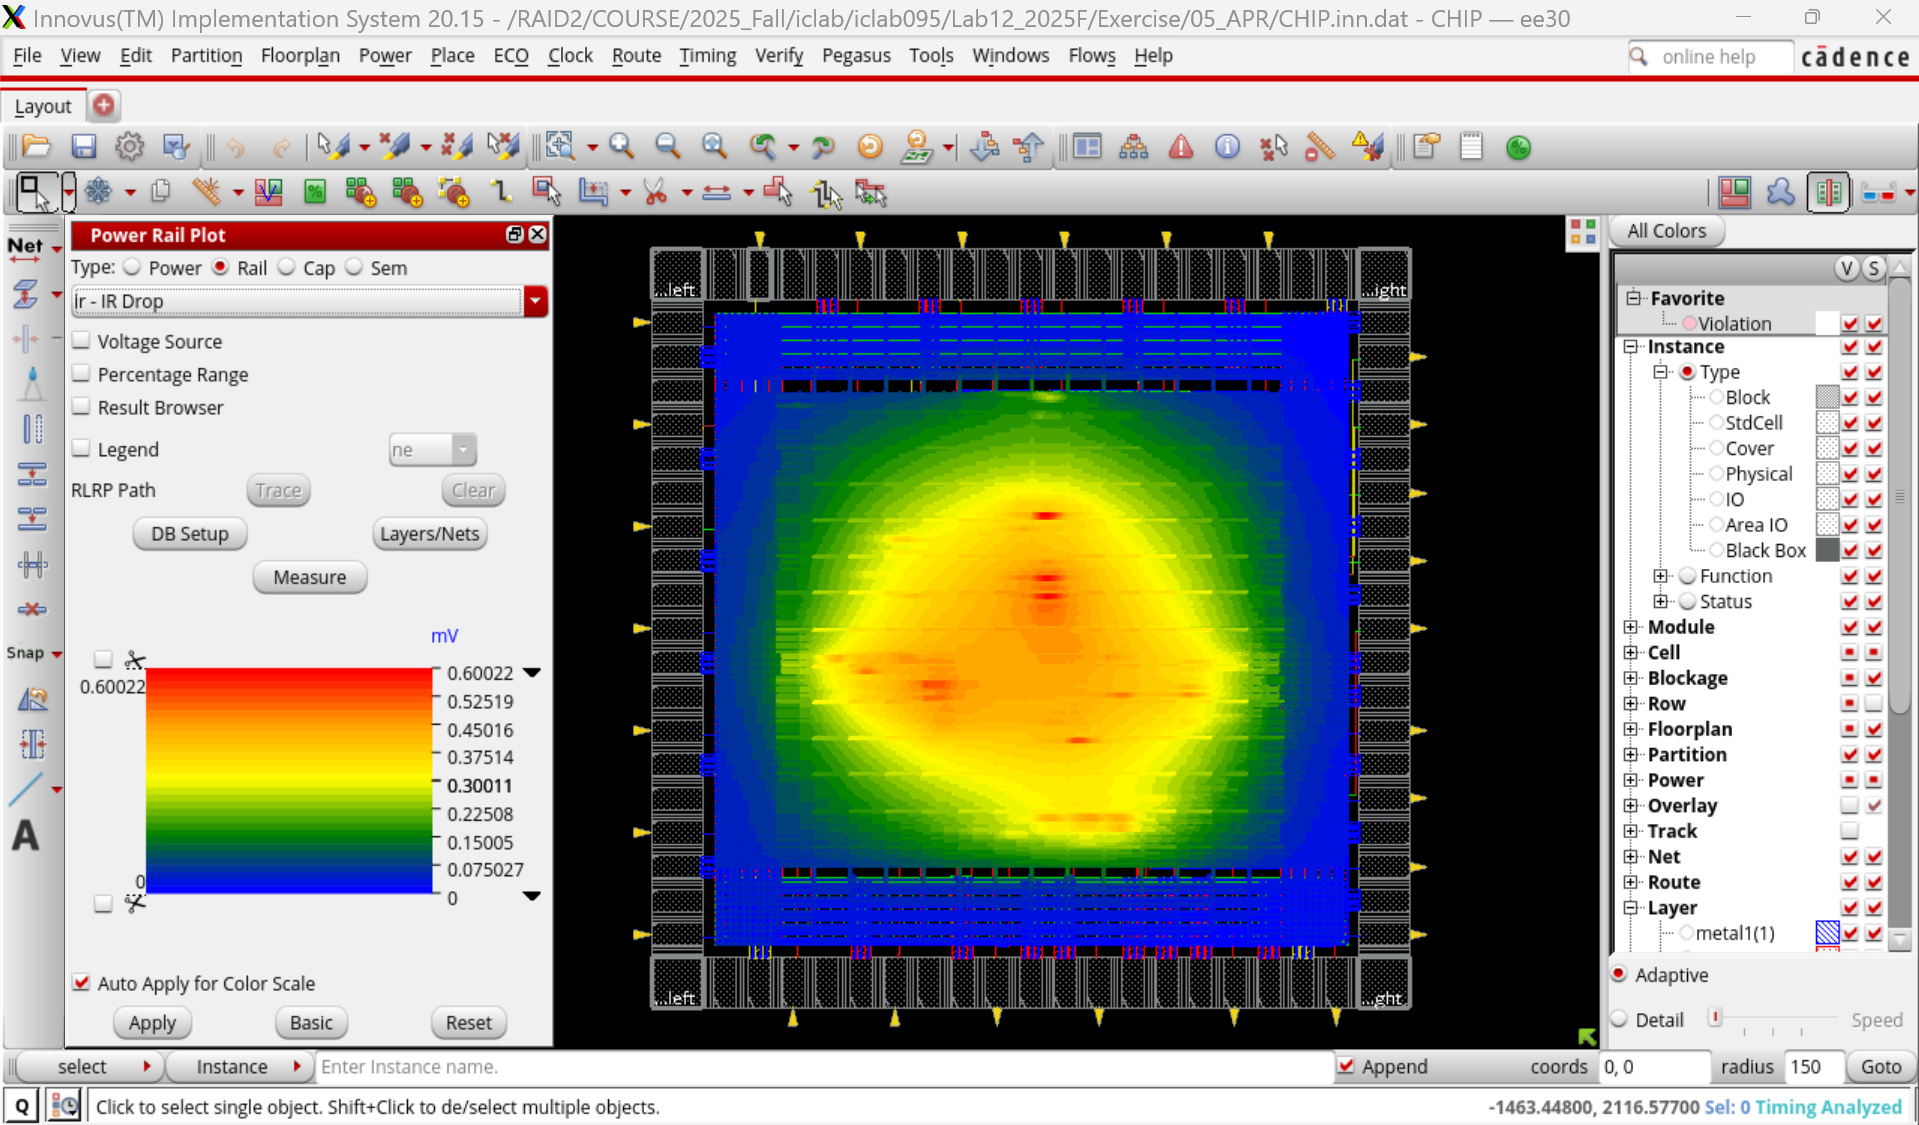 Innovus(TM) Implementation System 20.15 - /RAID2/COURSE/2025_Fall/iclab/iclab095/Lab12_2025F/Exercise/05_APR/CHIP.inn.dat - CHIP — ee30
File View Edit Partition Floorplan Power Place ECO Clock Route Timing Verify Pegasus Tools Windows Flows Help
online help
cādence
Layout
Net
Snap
A
Power Rail Plot
Type: Power Rail Cap Sem
ir - IR Drop
Voltage Source
Percentage Range
Result Browser
Legend
ne
RLRP Path Trace Clear
DB Setup Layers/Nets
Measure
mV
0.60022
0
0.60022
0.52519
0.45016
0.37514
0.30011
0.22508
0.15005
0.075027
0
Auto Apply for Color Scale
Apply Basic Reset
...left
...ight
...left
...ght
All Colors
V S
Favorite
Violation
Instance
Type
Block
StdCell
Cover
Physical
IO
Area IO
Black Box
Function
Status
Module
Cell
Blockage
Row
Floorplan
Partition
Power
Overlay
Track
Net
Route
Layer
metal1(1)
Adaptive
Detail Speed
select Instance Enter Instance name. Append coords 0, 0 radius 150 Goto
Q Click to select single object. Shift+Click to de/select multiple objects. -1463.44800, 2116.57700 Sel: 0 Timing Analyzed